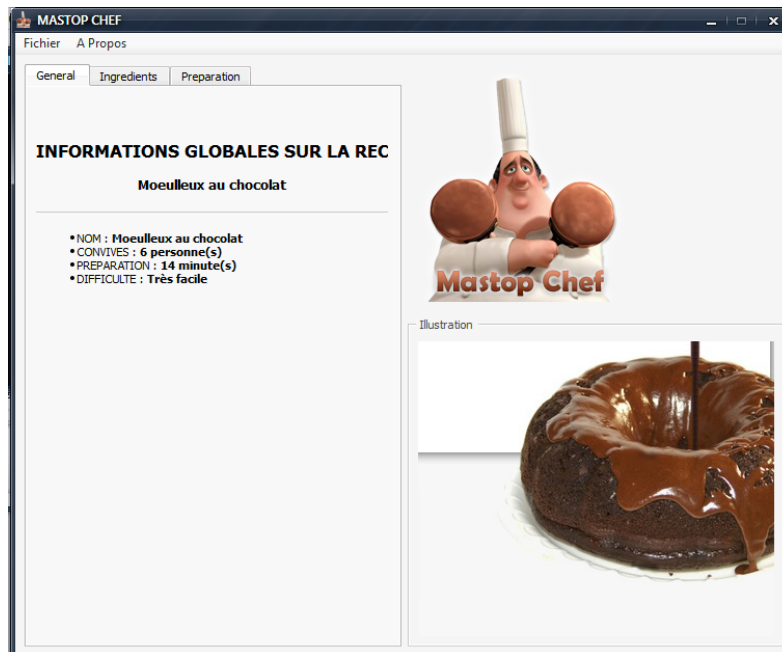 MASTOP CHEF
Fichier A Propos
General Ingredients Preparation
INFORMATIONS GLOBALES SUR LA REC
Moeulleux au chocolat
•NOM : Moeulleux au chocolat
•CONVIVES : 6 personne(s)
•PREPARATION : 14 minute(s)
•DIFFICULTE : Très facile
Mastop Chef
Illustration